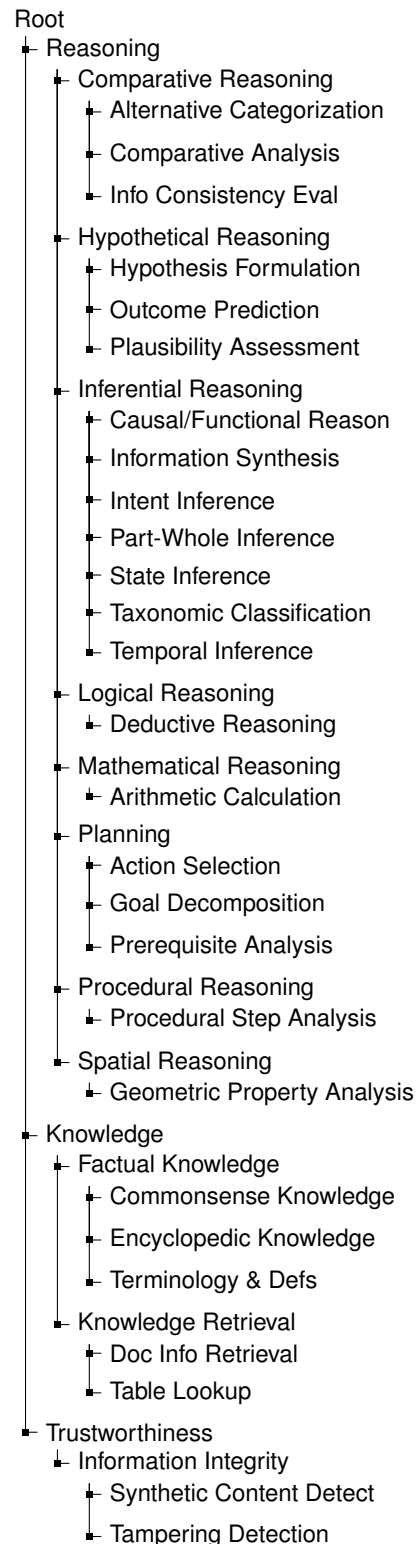 Root
Reasoning
Comparative Reasoning
Alternative Categorization
Comparative Analysis
Info Consistency Eval
Hypothetical Reasoning
Hypothesis Formulation
Outcome Prediction
Plausibility Assessment
Inferential Reasoning
Causal/Functional Reason
Information Synthesis
Intent Inference
Part-Whole Inference
State Inference
Taxonomic Classification
Temporal Inference
Logical Reasoning
Deductive Reasoning
Mathematical Reasoning
Arithmetic Calculation
Planning
Action Selection
Goal Decomposition
Prerequisite Analysis
Procedural Reasoning
Procedural Step Analysis
Spatial Reasoning
Geometric Property Analysis
Knowledge
Factual Knowledge
Commonsense Knowledge
Encyclopedic Knowledge
Terminology & Defs
Knowledge Retrieval
Doc Info Retrieval
Table Lookup
Trustworthiness
Information Integrity
Synthetic Content Detect
Tampering Detection